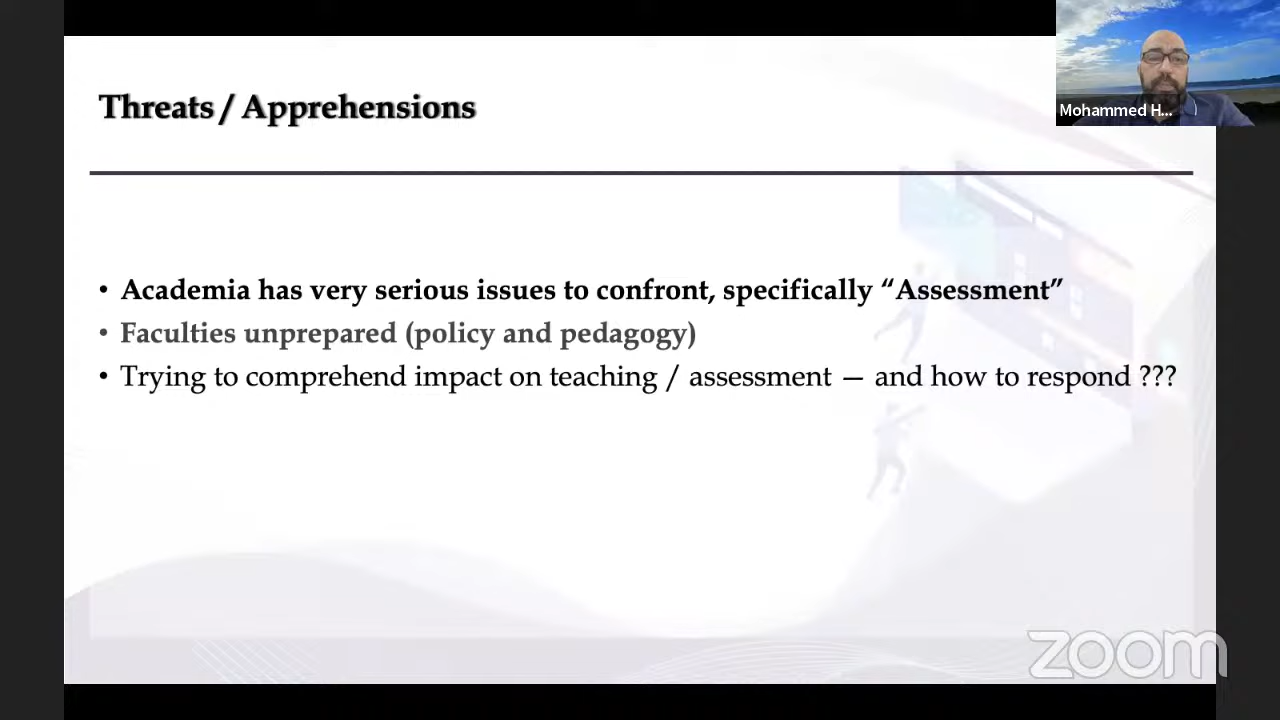 Threats / Apprehensions
Mohammed H...
• Academia has very serious issues to confront, specifically “Assessment”
• Faculties unprepared (policy and pedagogy)
• Trying to comprehend impact on teaching / assessment — and how to respond ???
zoom